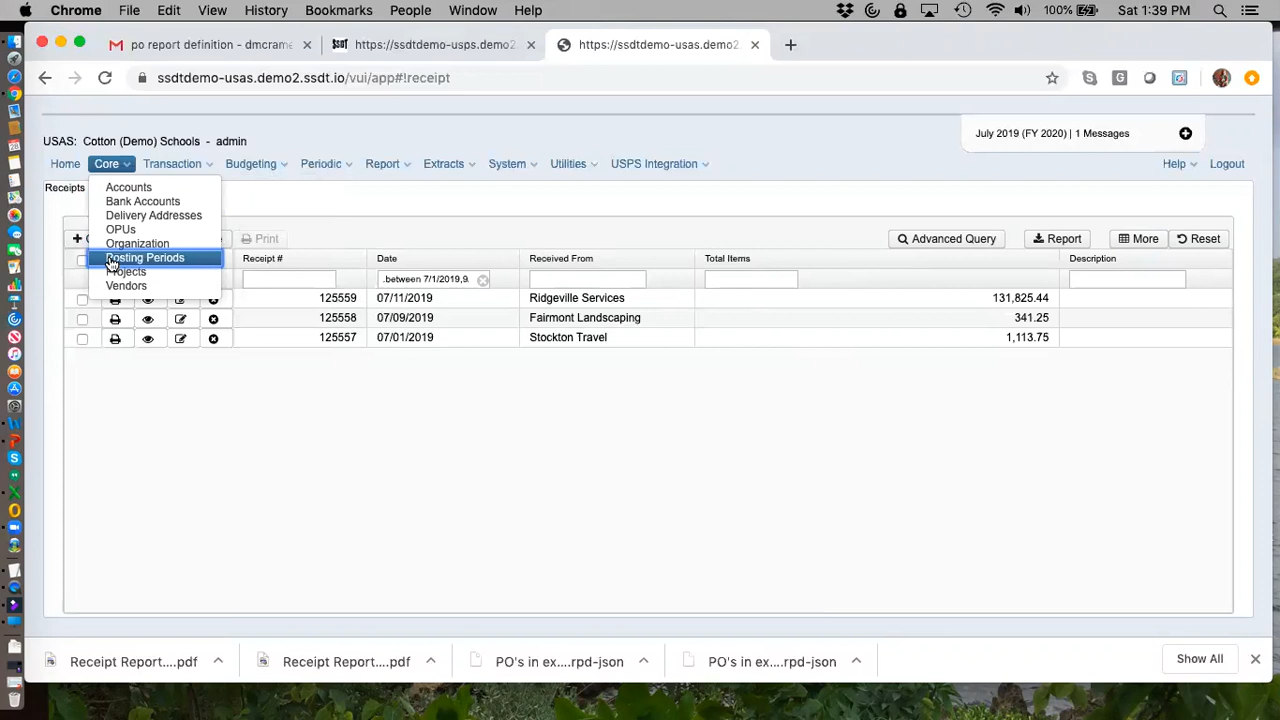 Chrome File Edit View History Bookmarks People Window Help 100% Sat 1:39 PM
po report definition - dmcrame × https://ssdtdemo-usps.demo2 × https://ssdtdemo-usas.demo2. × +
ssdtdemo-usas.demo2.ssdt.io/vui/app#!receipt
July 2019 (FY 2020) | 1 Messages
USAS: Cotton (Demo) Schools - admin
Home Core Transaction Budgeting Periodic Report Extracts System Utilities USPS Integration Help Logout
Receipts
Accounts
Bank Accounts
Delivery Addresses
OPUs
Organization
Posting Periods
Projects
Vendors
+ C Print Advanced Query Report More Reset
Receipt # Date Received From Total Items Description
.between 7/1/2019,9.
125559 07/11/2019 Ridgeville Services 131,825.44
125558 07/09/2019 Fairmont Landscaping 341.25
125557 07/01/2019 Stockton Travel 1,113.75
Receipt Report....pdf Receipt Report....pdf PO's in ex....rpd-json PO's in ex....rpd-json Show All